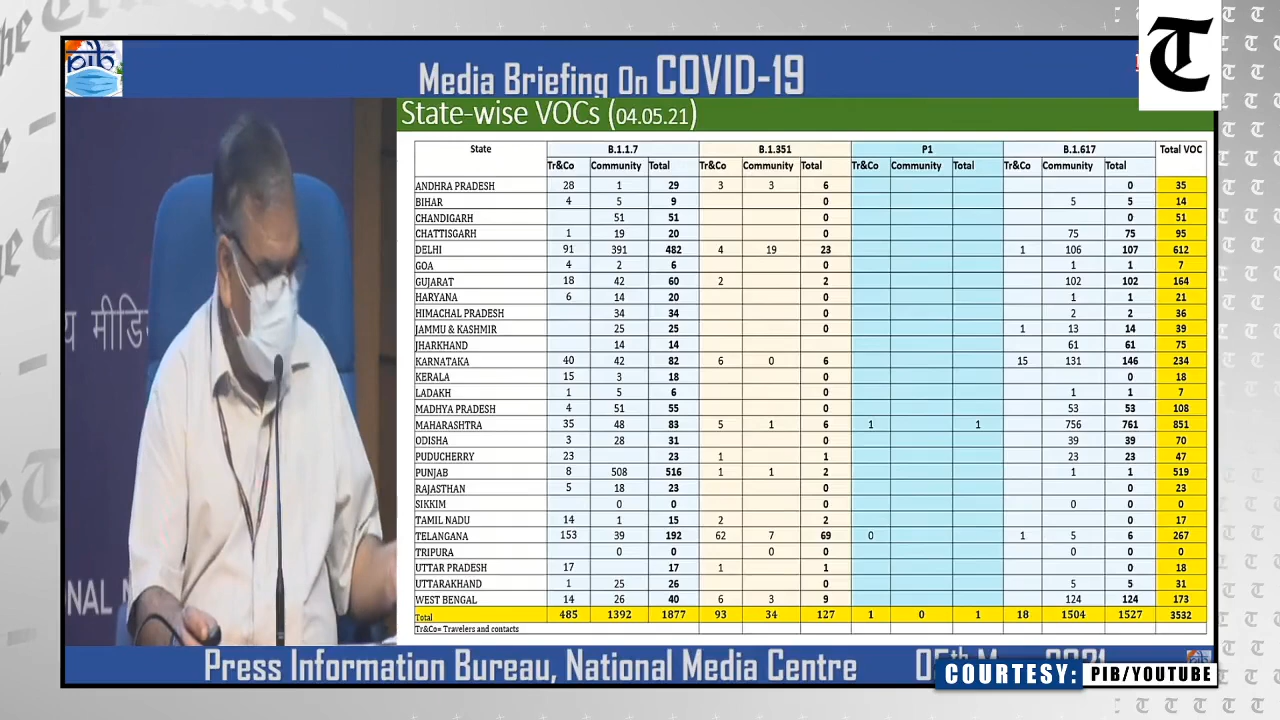 pib
Media Briefing On COVID-19
State-wise VOCs (04.05.21)
State B.1.1.7 B.1.351 P1 B.1.617 Total VOC
Tr&Co Community Total Tr&Co Community Total Tr&Co Community Total Tr&Co Community Total
ANDHRA PRADESH 28 1 29 3 3 6 0 35
BIHAR 4 5 9 0 5 5 14
CHANDIGARH 51 51 0 0 51
CHATTISGARH 1 19 20 0 75 75 95
DELHI 91 391 482 4 19 23 1 106 107 612
GOA 4 2 6 0 1 1 7
GUJARAT 18 42 60 2 2 102 102 164
HARYANA 6 14 20 0 1 1 21
HIMACHAL PRADESH 34 34 0 2 2 36
JAMMU & KASHMIR 25 25 0 1 13 14 39
JHARKHAND 14 14 0 61 61 75
KARNATAKA 40 42 82 6 0 6 15 131 146 234
KERALA 15 3 18 0 0 18
LADAKH 1 5 6 0 1 1 7
MADHYA PRADESH 4 51 55 0 53 53 108
MAHARASHTRA 35 48 83 5 1 6 1 1 756 761 851
ODISHA 3 28 31 0 39 39 70
PUDUCHERRY 23 23 1 1 23 23 47
PUNJAB 8 508 516 1 1 2 1 1 519
RAJASTHAN 5 18 23 0 0 23
SIKKIM 0 0 0 0 0 0
TAMIL NADU 14 1 15 2 2 0 17
TELANGANA 153 39 192 62 7 69 0 1 5 6 267
TRIPURA 0 0 0 0 0 0 0
UTTAR PRADESH 17 17 1 1 0 18
UTTARAKHAND 1 25 26 0 5 5 31
WEST BENGAL 14 26 40 6 3 9 124 124 173
Total 485 1392 1877 93 34 127 1 0 1 18 1504 1527 3532
Tr&Co= Travelers and contacts
Press Information Bureau, National Media Centre
COURTESY: PIB/YOUTUBE